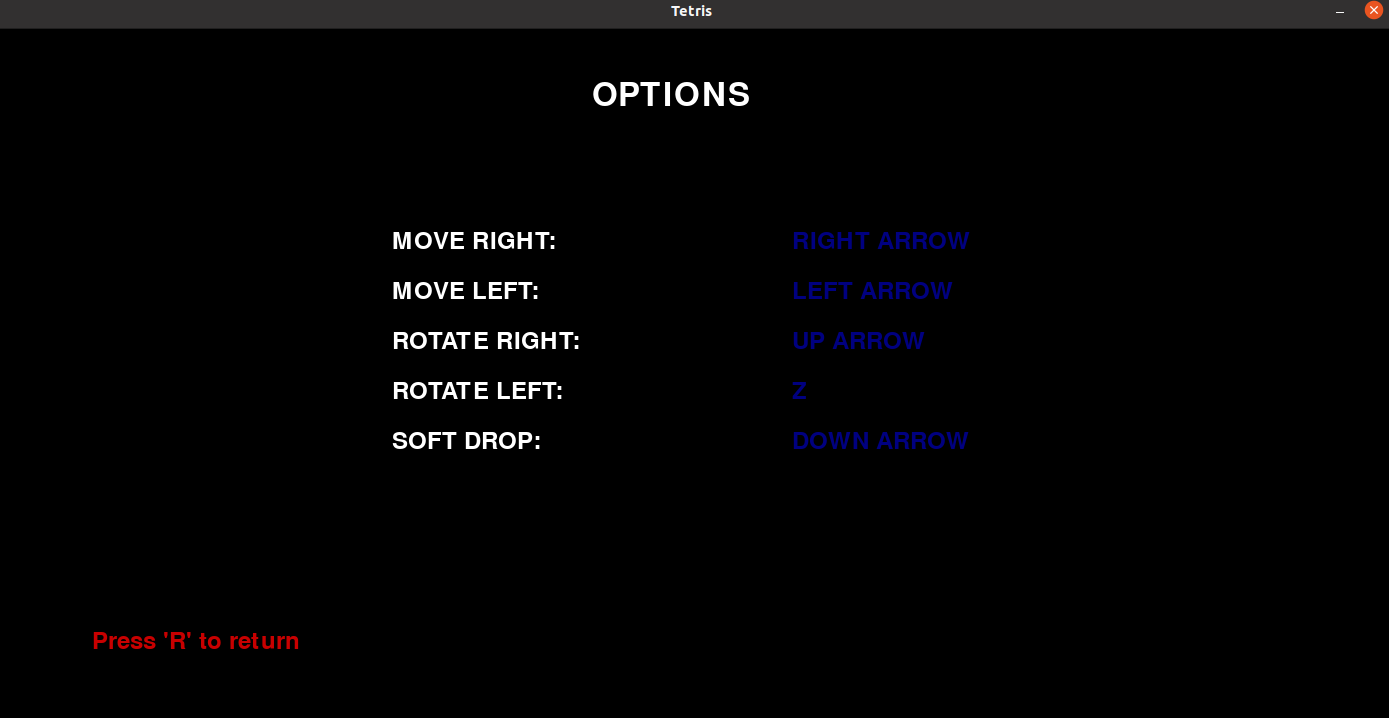 Tetris
OPTIONS
MOVE RIGHT: RIGHT ARROW
MOVE LEFT: LEFT ARROW
ROTATE RIGHT: UP ARROW
ROTATE LEFT: Z
SOFT DROP: DOWN ARROW
Press 'R' to return